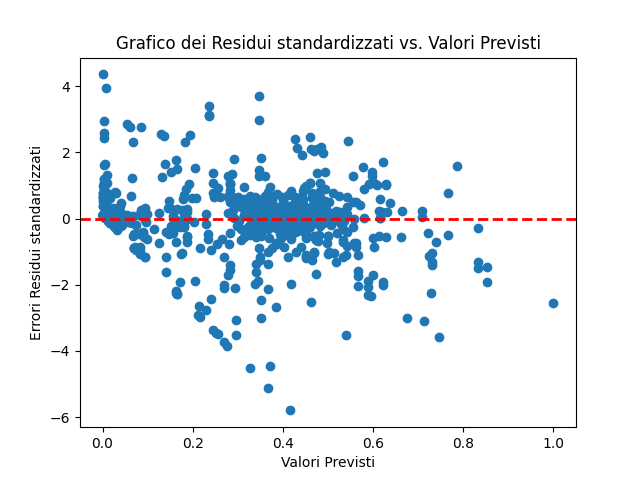 Grafico dei Residui standardizzati vs. Valori Previsti
Errori Residui standardizzati
4
2
0
−2
−4
−6
0.0 0.2 0.4 0.6 0.8 1.0
Valori Previsti